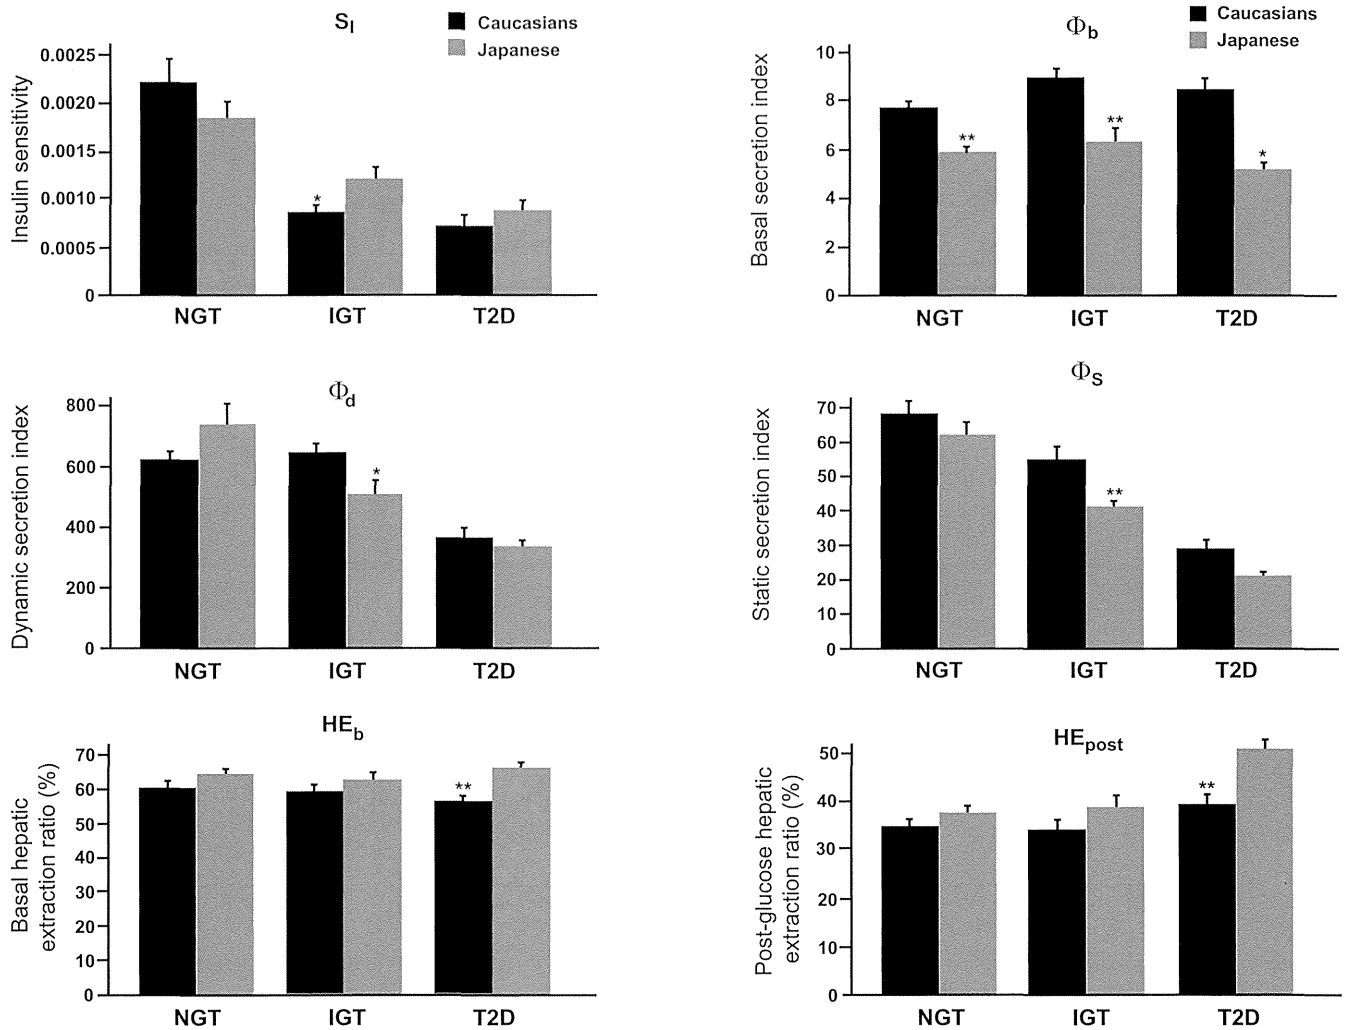 S_I
Caucasians
Japanese
Insulin sensitivity
0.0025
0.0020
0.0015
0.0010
0.0005
0
*
NGT IGT T2D
Φ_b
Caucasians
Japanese
Basal secretion index
10
8
6
4
2
0
** ** *
NGT IGT T2D
Φ_d
Dynamic secretion index
800
600
400
200
0
*
NGT IGT T2D
Φ_S
Static secretion index
70
60
50
40
30
20
10
0
**
NGT IGT T2D
HE_b
Basal hepatic
extraction ratio (%)
70
60
50
40
30
20
10
0
**
NGT IGT T2D
HE_post
Post-glucose hepatic
extraction ratio (%)
50
40
30
20
10
0
**
NGT IGT T2D